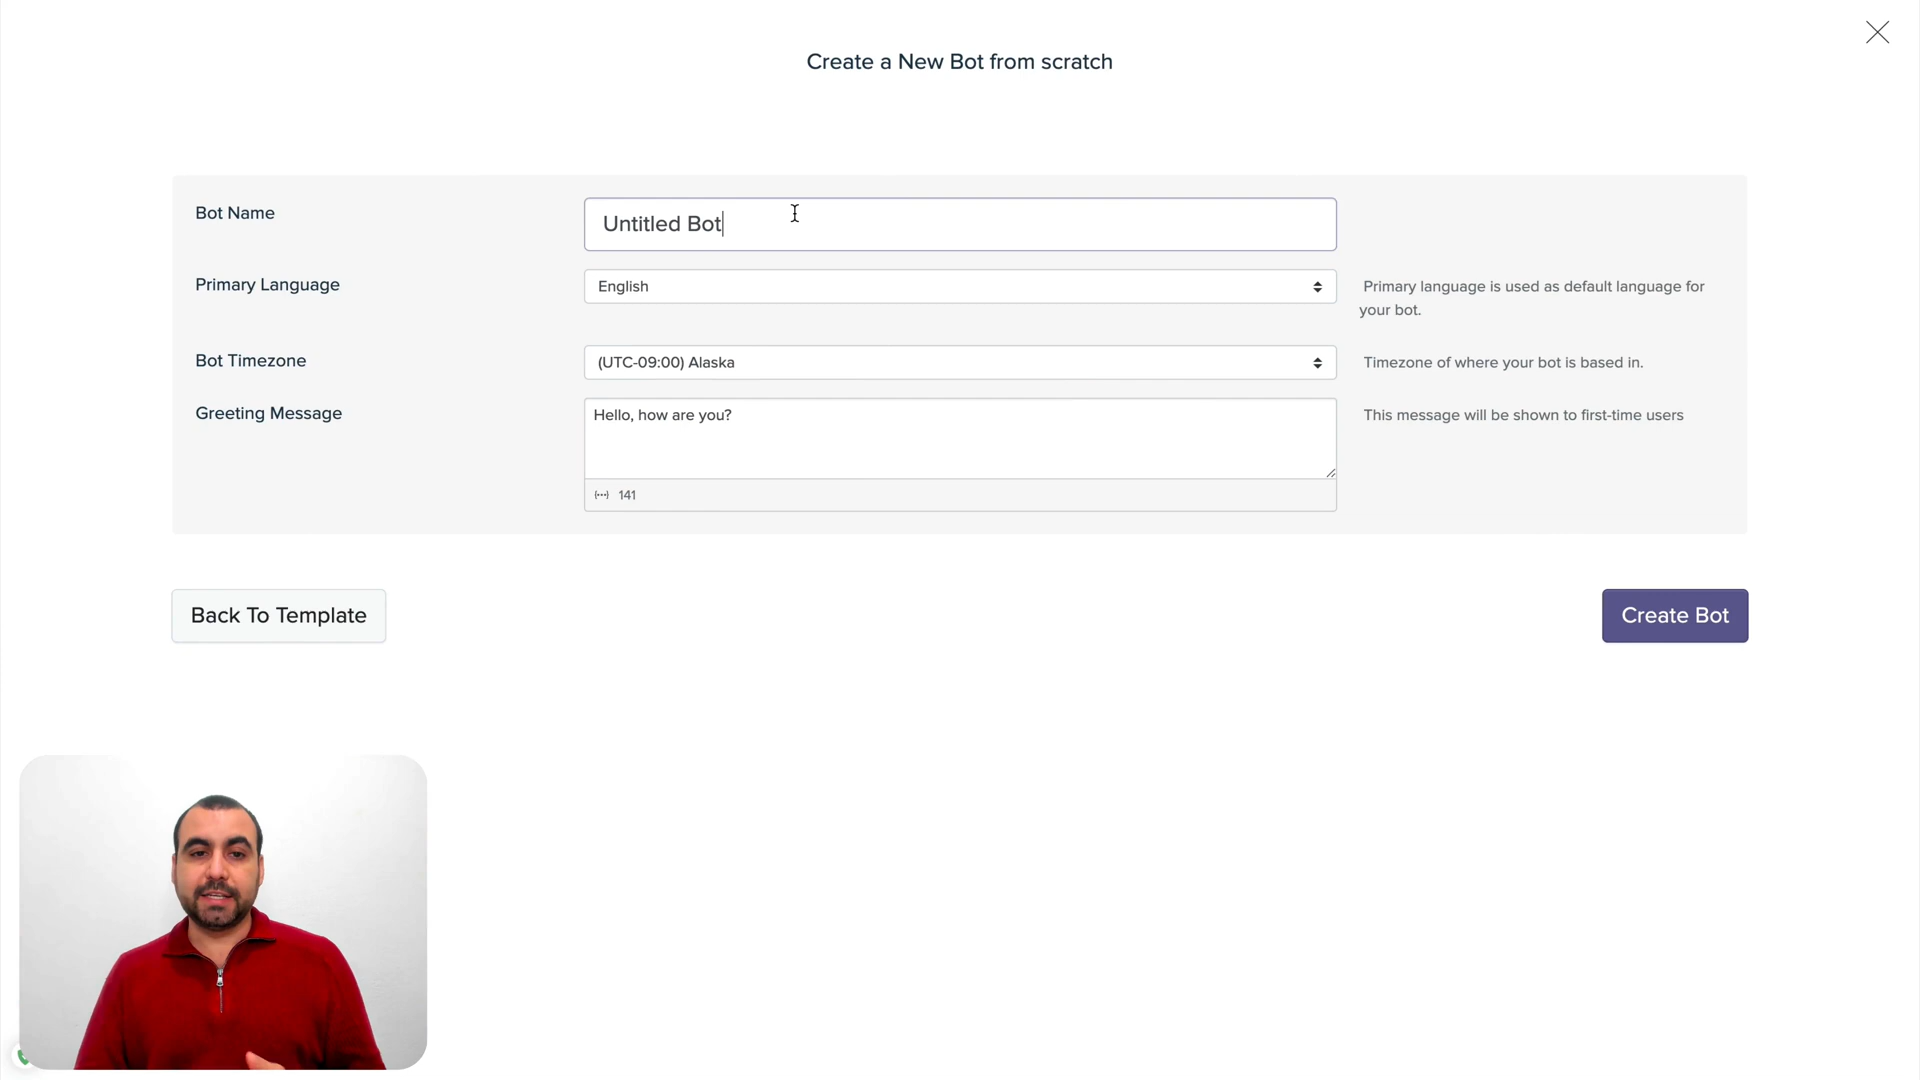 Create a New Bot from scratch
Bot Name
Untitled Bot
Primary Language
English
Primary language is used as default language for
your bot.
Bot Timezone
(UTC-09:00) Alaska
Timezone of where your bot is based in.
Greeting Message
Hello, how are you?
This message will be shown to first-time users
141
Back To Template
Create Bot